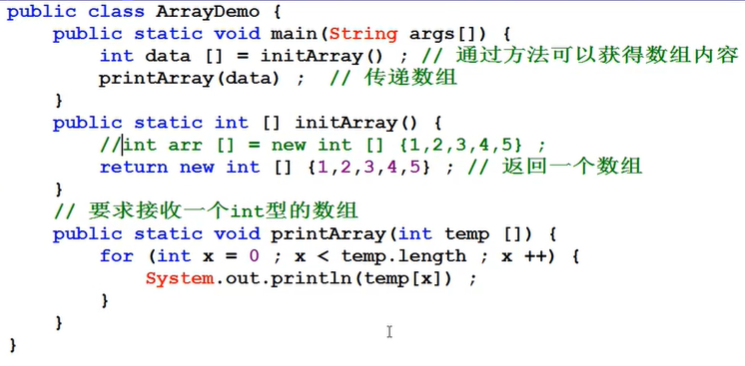 public class ArrayDemo {
    public static void main(String args[]) {
        int data [] = initArray() ; // 通过方法可以获得数组内容
        printArray(data) ;  // 传递数组
    }
    public static int [] initArray() {
        //int arr [] = new int [] {1,2,3,4,5} ;
        return new int [] {1,2,3,4,5} ; // 返回一个数组
    }
    // 要求接收一个int型的数组
    public static void printArray(int temp []) {
        for (int x = 0 ; x < temp.length ; x ++) {
            System.out.println(temp[x]) ;
        }
    }
}